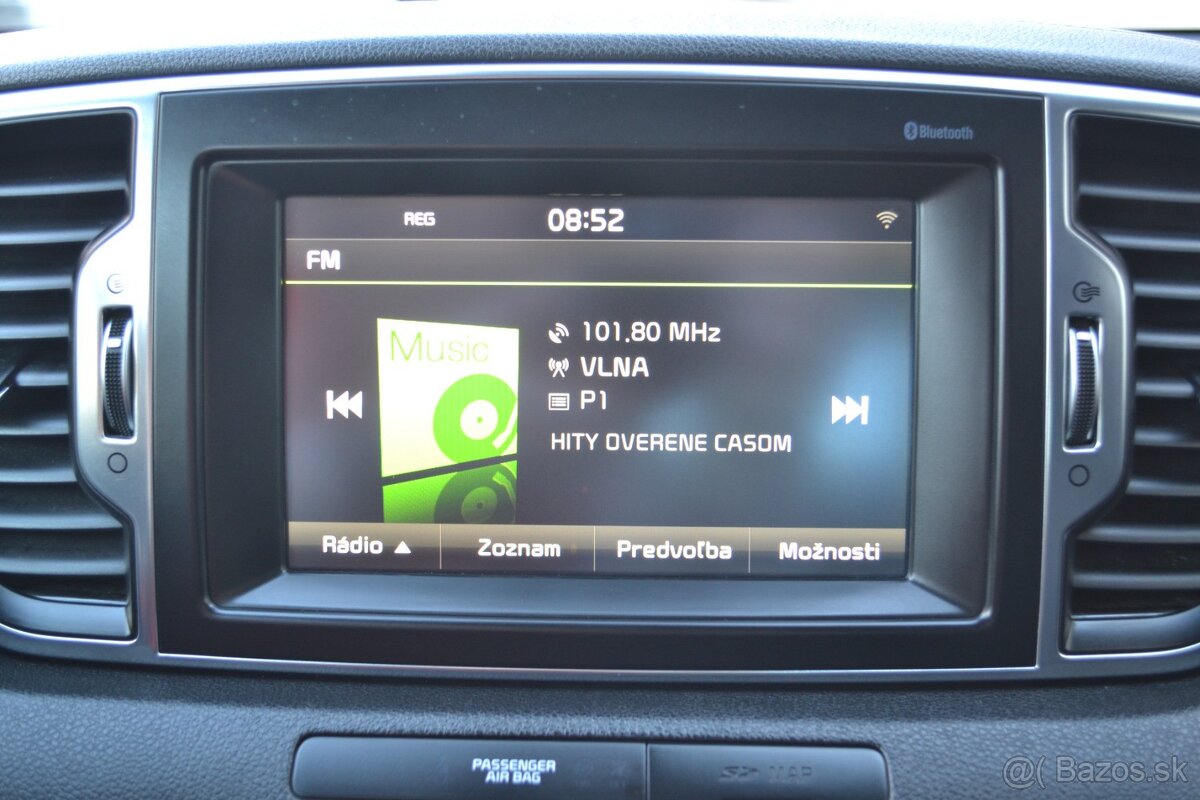 Bluetooth
REG 08:52
FM
Music
101.80 MHz
VLNA
P1
HITY OVERENE CASOM
Rádio Zoznam Predvoľba Možnosti
PASSENGER
AIR BAG
SD MAP
@( Bazos.sk